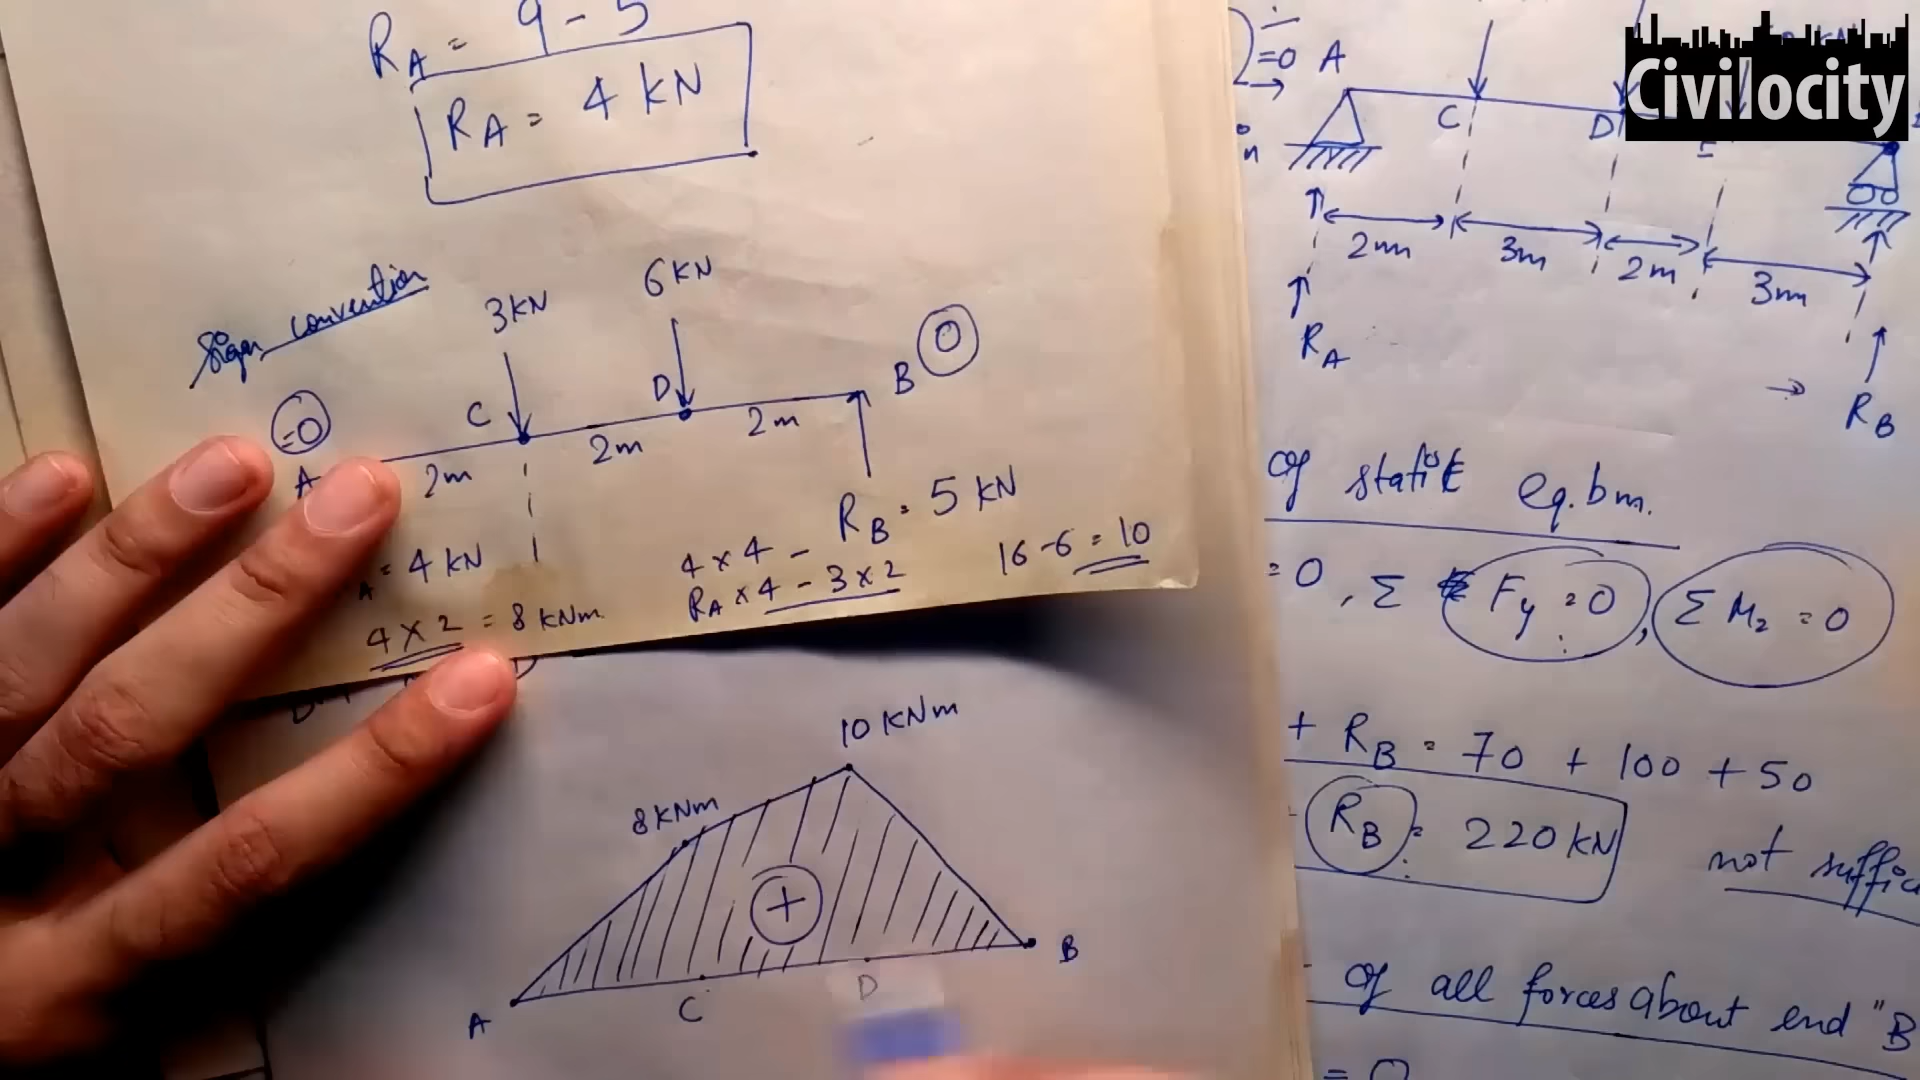 RA = 9 - 5
RA = 4 KN
Sign convention
3KN
6KN
=0
A
C
D
B
0
2m
2m
2m
RB = 5 KN
A = 4 KN
4 x 2 = 8 KNm
4 x 4 -
RA x 4 - 3 x 2
16 - 6 = 10
10 KNm
8 KNm
+
A
C
D
B
Civilocity
=0
A
C
D
E
2m
3m
2m
3m
RA
RB
of static eq.bm.
= 0, Σ Fy = 0, Σ Mz = 0
+ RB = 70 + 100 + 50
RB = 220 KN
not
of all forces about end "B
= 0